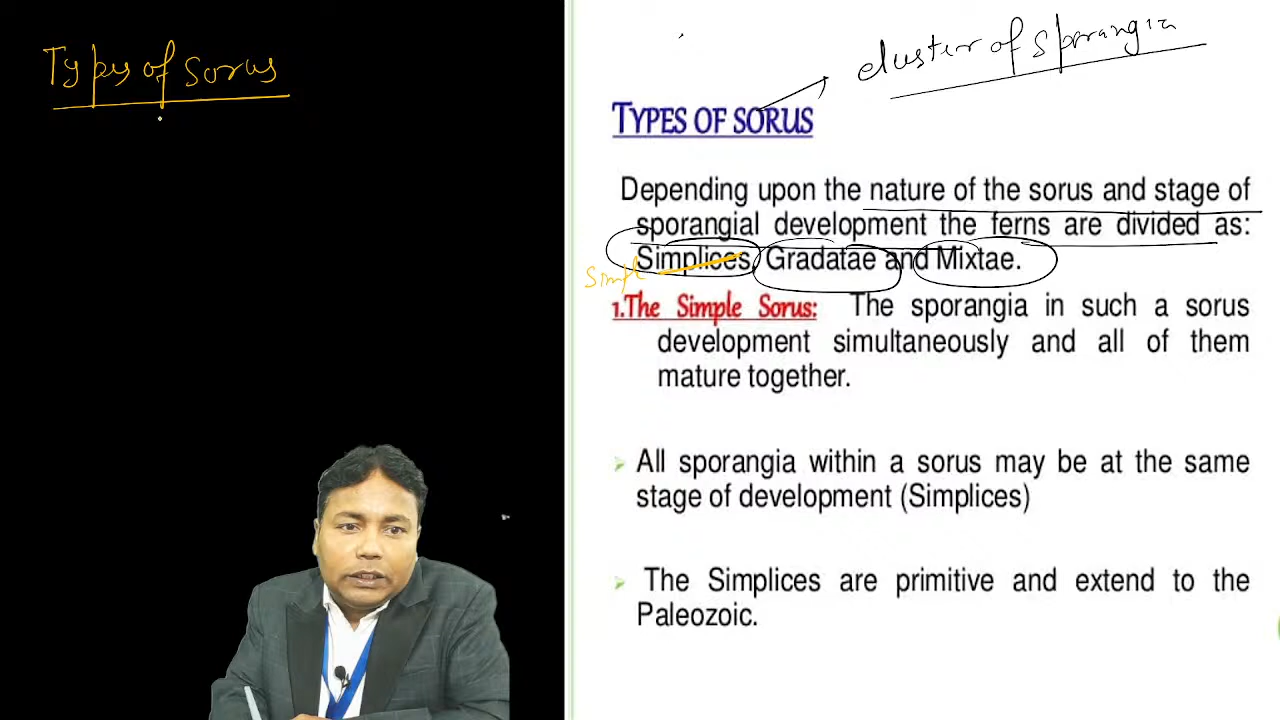 Types of Sorus
cluster of sporangia
TYPES OF SORUS
Depending upon the nature of the sorus and stage of
sporangial development the ferns are divided as:
Simplices, Gradatae and Mixtae.
Simpl
1.The Simple Sorus: The sporangia in such a sorus
development simultaneously and all of them
mature together.
All sporangia within a sorus may be at the same
stage of development (Simplices)
The Simplices are primitive and extend to the
Paleozoic.